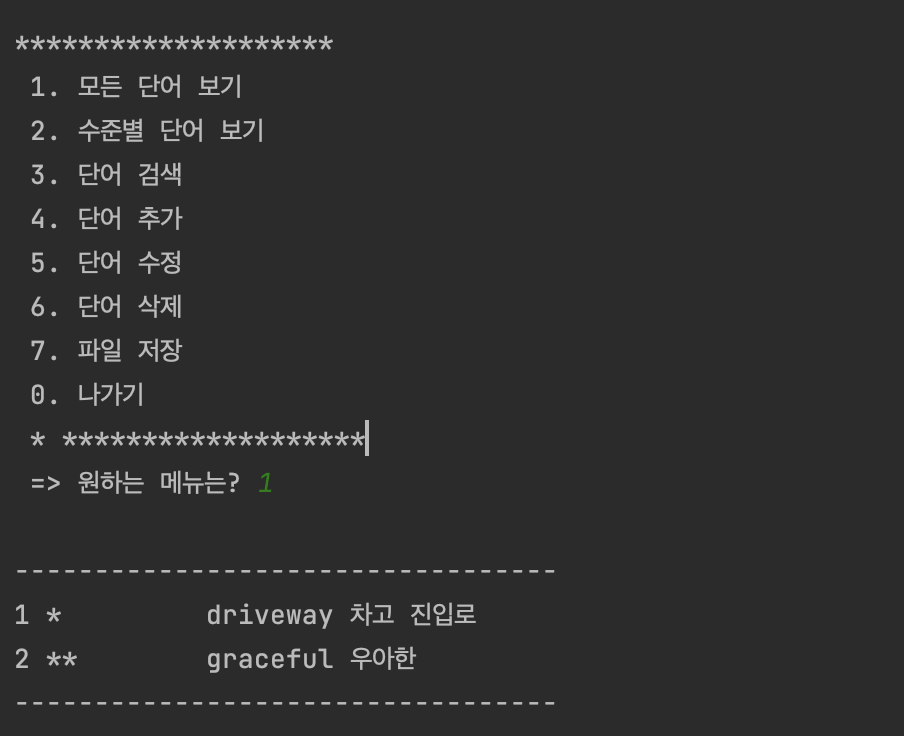 ********************
1. 모든 단어 보기
2. 수준별 단어 보기
3. 단어 검색
4. 단어 추가
5. 단어 수정
6. 단어 삭제
7. 파일 저장
0. 나가기
* *******************
=> 원하는 메뉴는? 1
----------------------------------
1 * driveway 차고 진입로
2 ** graceful 우아한
----------------------------------